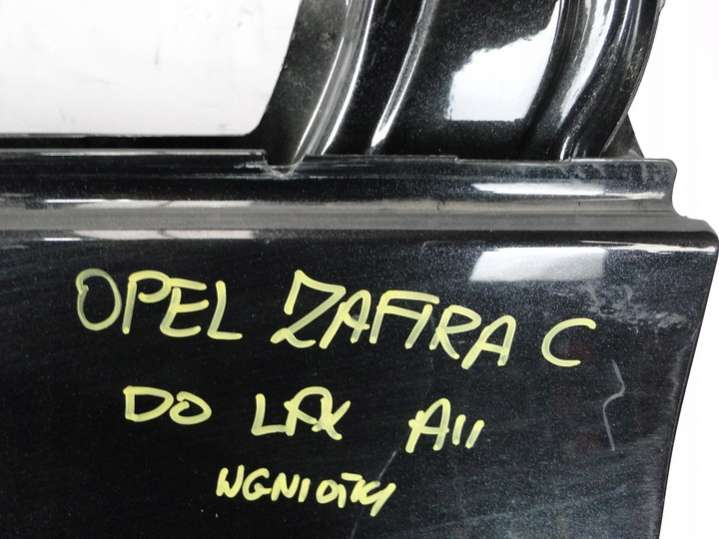 OPEL ZAFIRA C
DO LAK A11
WGNIOTKI